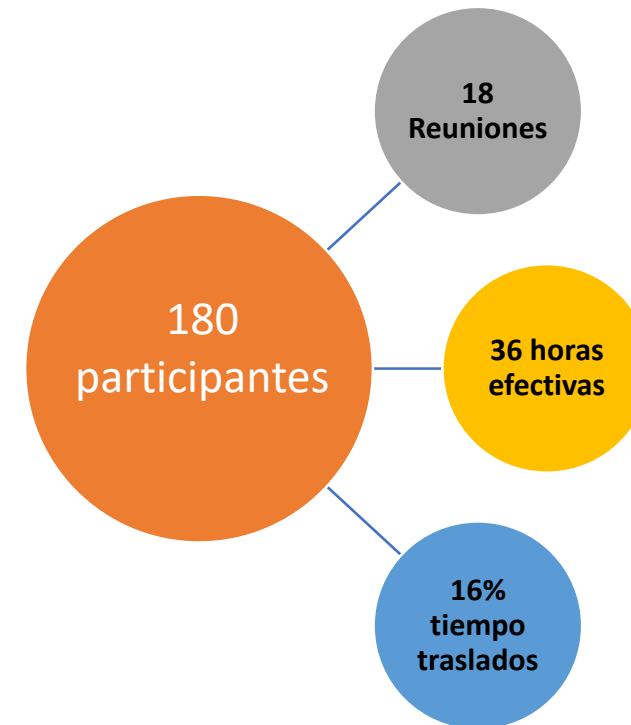 18
Reuniones
180
participantes
36 horas
efectivas
16%
tiempo
traslados